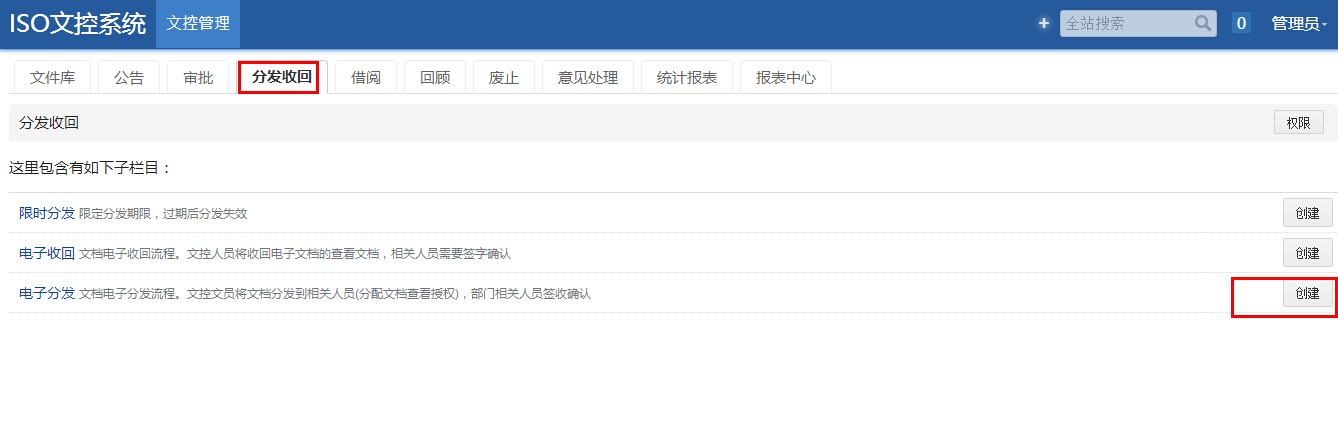 ISO文控系统 文控管理 + 全站搜索 0 管理员
文件库 公告 审批 分发收回 借阅 回顾 废止 意见处理 统计报表 报表中心
分发收回 权限
这里包含有如下子栏目：
限时分发 限定分发期限，过期后分发失效 创建
电子收回 文档电子收回流程。文控人员将收回电子文档的查看文档，相关人员需要签字确认 创建
电子分发 文档电子分发流程。文控文员将文档分发到相关人员(分配文档查看授权)，部门相关人员签收确认 创建